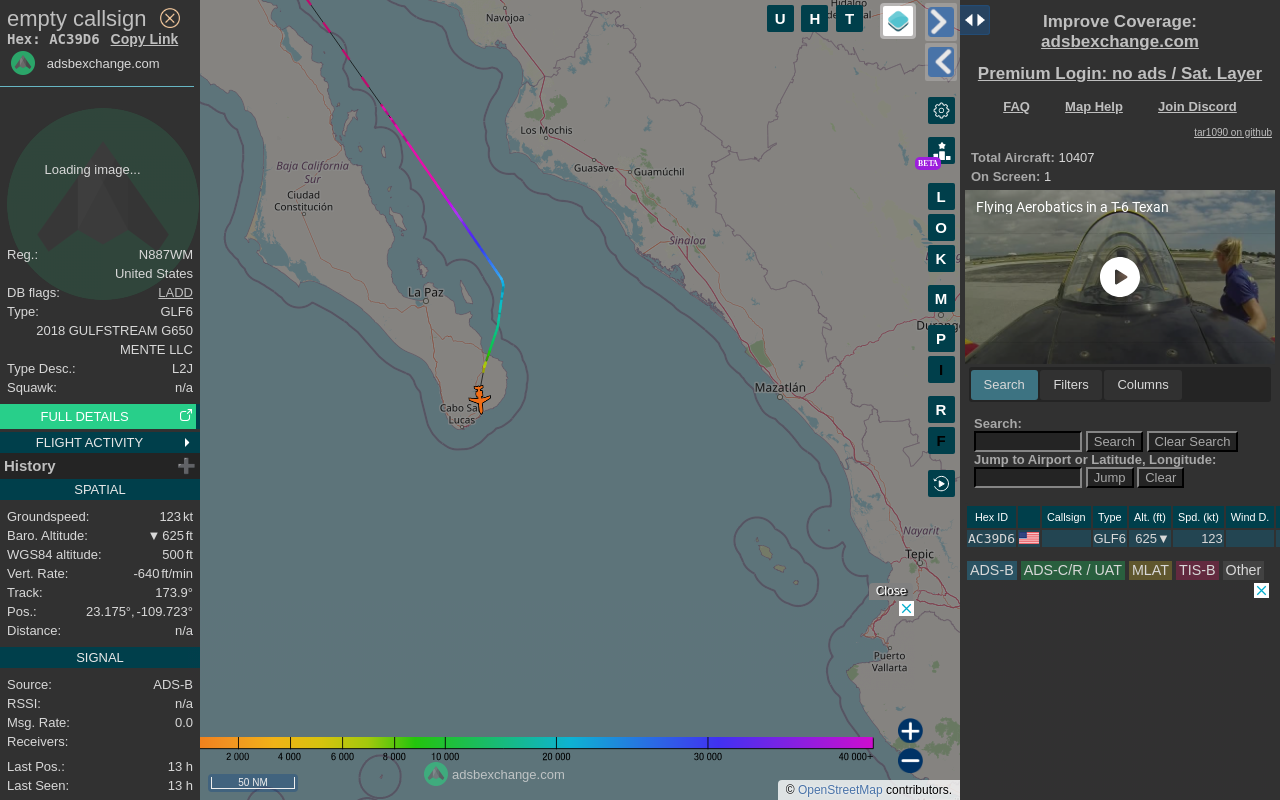 empty callsign
Hex: AC39D6 Copy Link
adsbexchange.com
Loading image...
Reg.: N887WM
United States
DB flags: LADD
Type: GLF6
2018 GULFSTREAM G650
MENTE LLC
Type Desc.: L2J
Squawk: n/a
FULL DETAILS
FLIGHT ACTIVITY
History
SPATIAL
Groundspeed: 123 kt
Baro. Altitude: ▼ 625 ft
WGS84 altitude: 500 ft
Vert. Rate: -640 ft/min
Track: 173.9°
Pos.: 23.175°, -109.723°
Distance: n/a
SIGNAL
Source: ADS-B
RSSI: n/a
Msg. Rate: 0.0
Receivers:
Last Pos.: 13 h
Last Seen: 13 h
Navojoa
Hidalgo
Los Mochis
Guasave
Guamúchil
Baja California
Sur
Ciudad
Constitución
Sinaloa
La Paz
Mazatlán
Cabo Sa
Lucas
Nayarit
Tepic
Puerto
Vallarta
U H T
BETA
L
O
K
M
P
I
R
F
Close
2 000 4 000 6 000 8 000 10 000 20 000 30 000 40 000+
50 NM
adsbexchange.com
© OpenStreetMap contributors.
Improve Coverage:
adsbexchange.com
Premium Login: no ads / Sat. Layer
FAQ Map Help Join Discord
tar1090 on github
Total Aircraft: 10407
On Screen: 1
Flying Aerobatics in a T-6 Texan
Search Filters Columns
Search:
Search Clear Search
Jump to Airport or Latitude, Longitude:
Jump Clear
Hex ID Callsign Type Alt. (ft) Spd. (kt) Wind D.
AC39D6 GLF6 625▼ 123
ADS-B ADS-C/R / UAT MLAT TIS-B Other